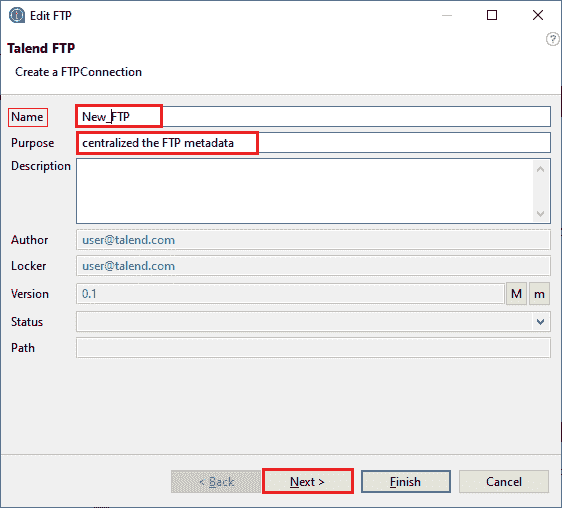 Edit FTP
Talend FTP
?
Create a FTPConnection
Name New_FTP
Purpose centralized the FTP metadata
Description
Author user@talend.com
Locker user@talend.com
Version 0.1 M m
Status
Path
< Back Next > Finish Cancel